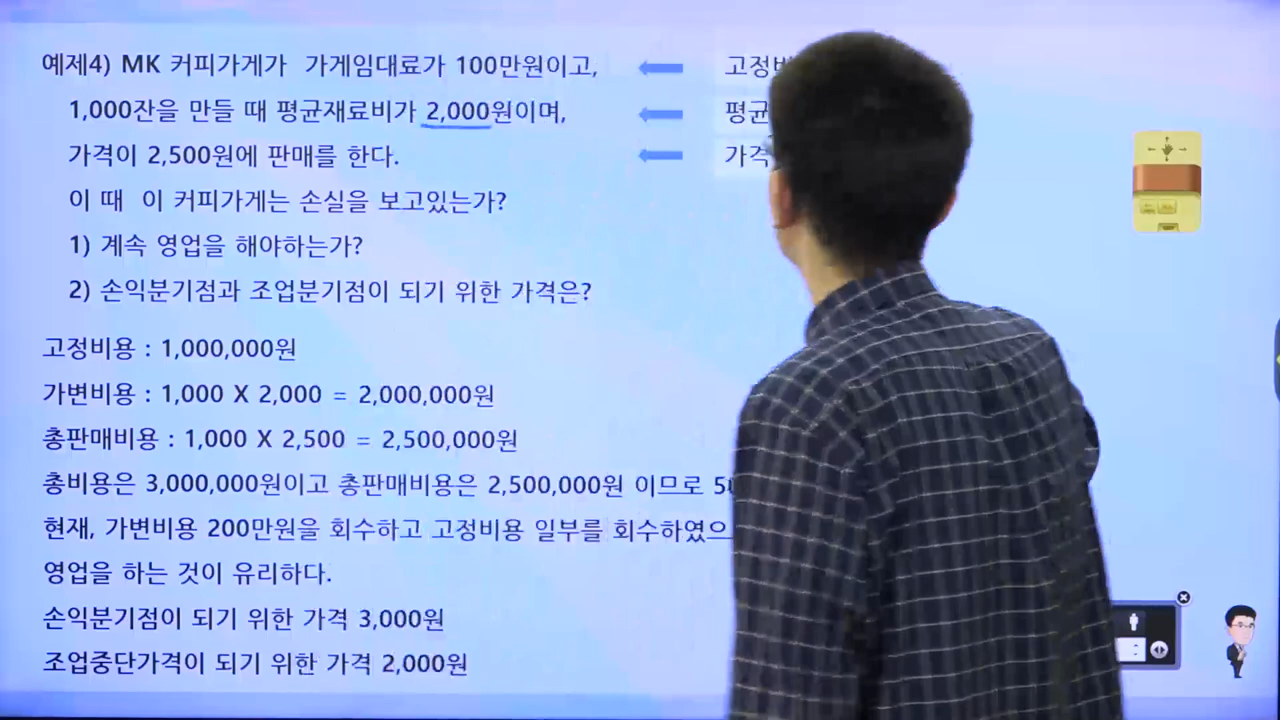 예제4) MK 커피가게가 가게임대료가 100만원이고,
1,000잔을 만들 때 평균재료비가 2,000원이며,
평균
가격이 2,500원에 판매를 한다.
가격
이 때 이 커피가게는 손실을 보고있는가?
1) 계속 영업을 해야하는가?
2) 손익분기점과 조업분기점이 되기 위한 가격은?
고정비용 : 1,000,000원
가변비용 : 1,000 X 2,000 = 2,000,000원
총판매비용 : 1,000 X 2,500 = 2,500,000원
총비용은 3,000,000원이고 총판매비용은 2,500,000원 이므로
현재, 가변비용 200만원을 회수하고 고정비용 일부를 회수하였으
영업을 하는 것이 유리하다.
손익분기점이 되기 위한 가격 3,000원
조업중단가격이 되기 위한 가격 2,000원